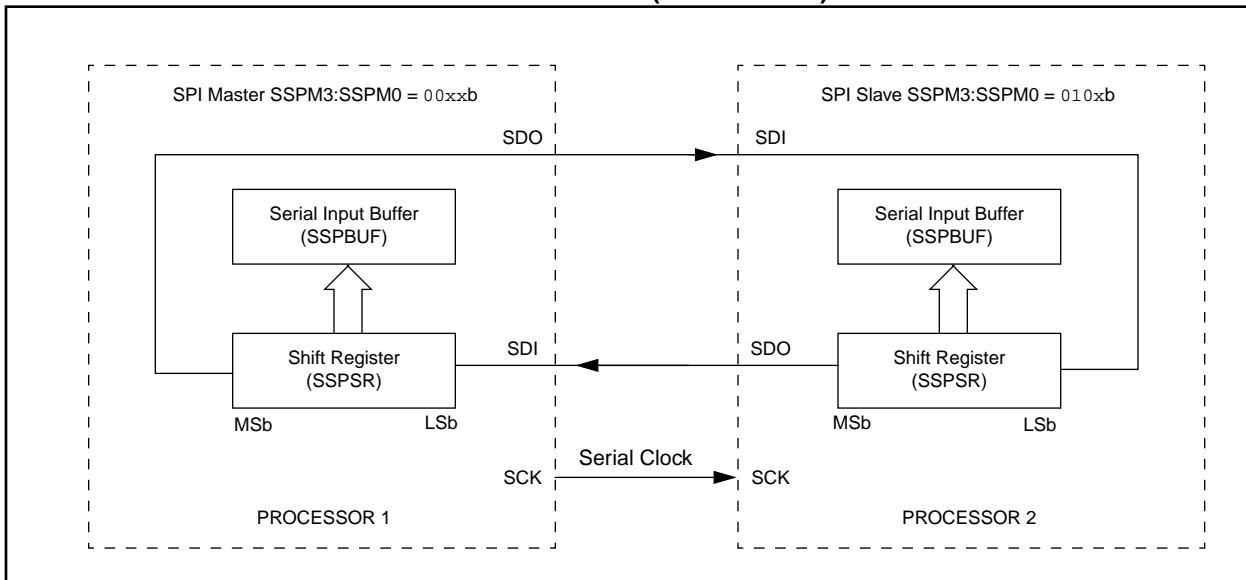 SPI Master SSPM3:SSPM0 = 00xxb
SPI Slave SSPM3:SSPM0 = 010xb
SDO
SDI
Serial Input Buffer
(SSPBUF)
Serial Input Buffer
(SSPBUF)
SDI
SDO
Shift Register
(SSPSR)
Shift Register
(SSPSR)
MSb
LSb
MSb
LSb
Serial Clock
SCK
SCK
PROCESSOR 1
PROCESSOR 2